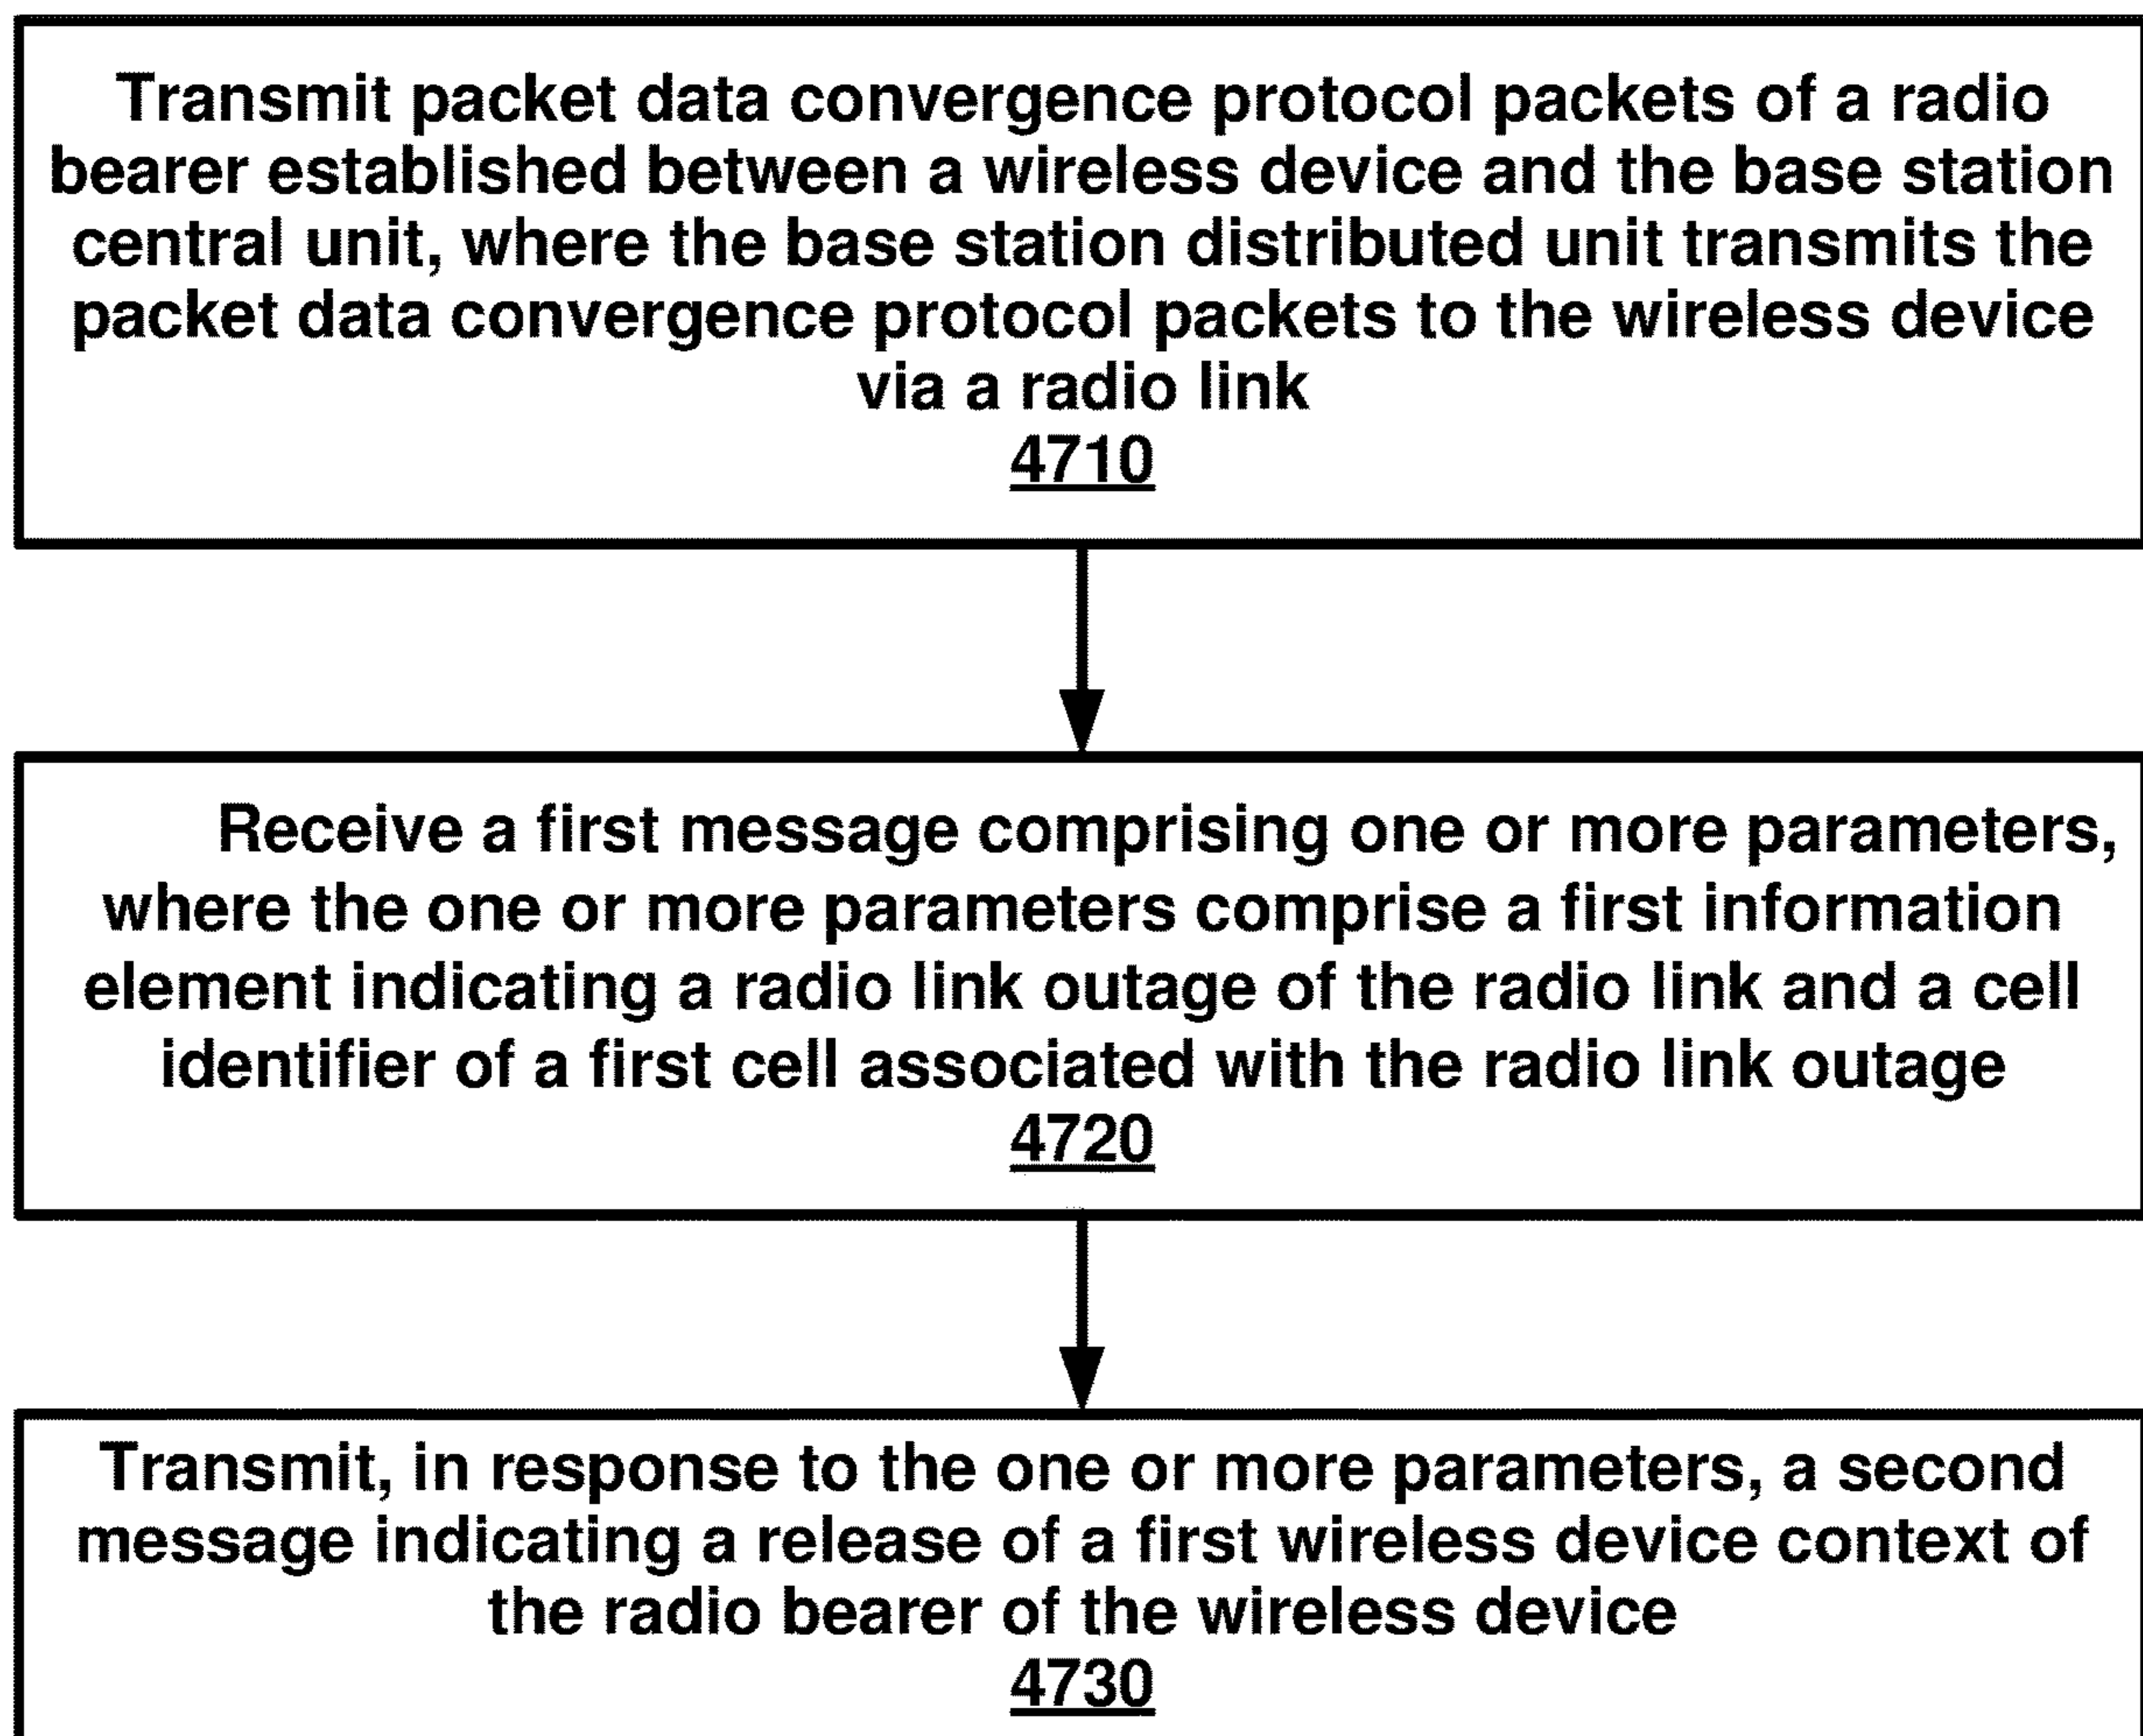 Transmit packet data convergence protocol packets of a radio
bearer established between a wireless device and the base station
central unit, where the base station distributed unit transmits the
packet data convergence protocol packets to the wireless device
via a radio link
4710
Receive a first message comprising one or more parameters,
where the one or more parameters comprise a first information
element indicating a radio link outage of the radio link and a cell
identifier of a first cell associated with the radio link outage
4720
Transmit, in response to the one or more parameters, a second
message indicating a release of a first wireless device context of
the radio bearer of the wireless device
4730